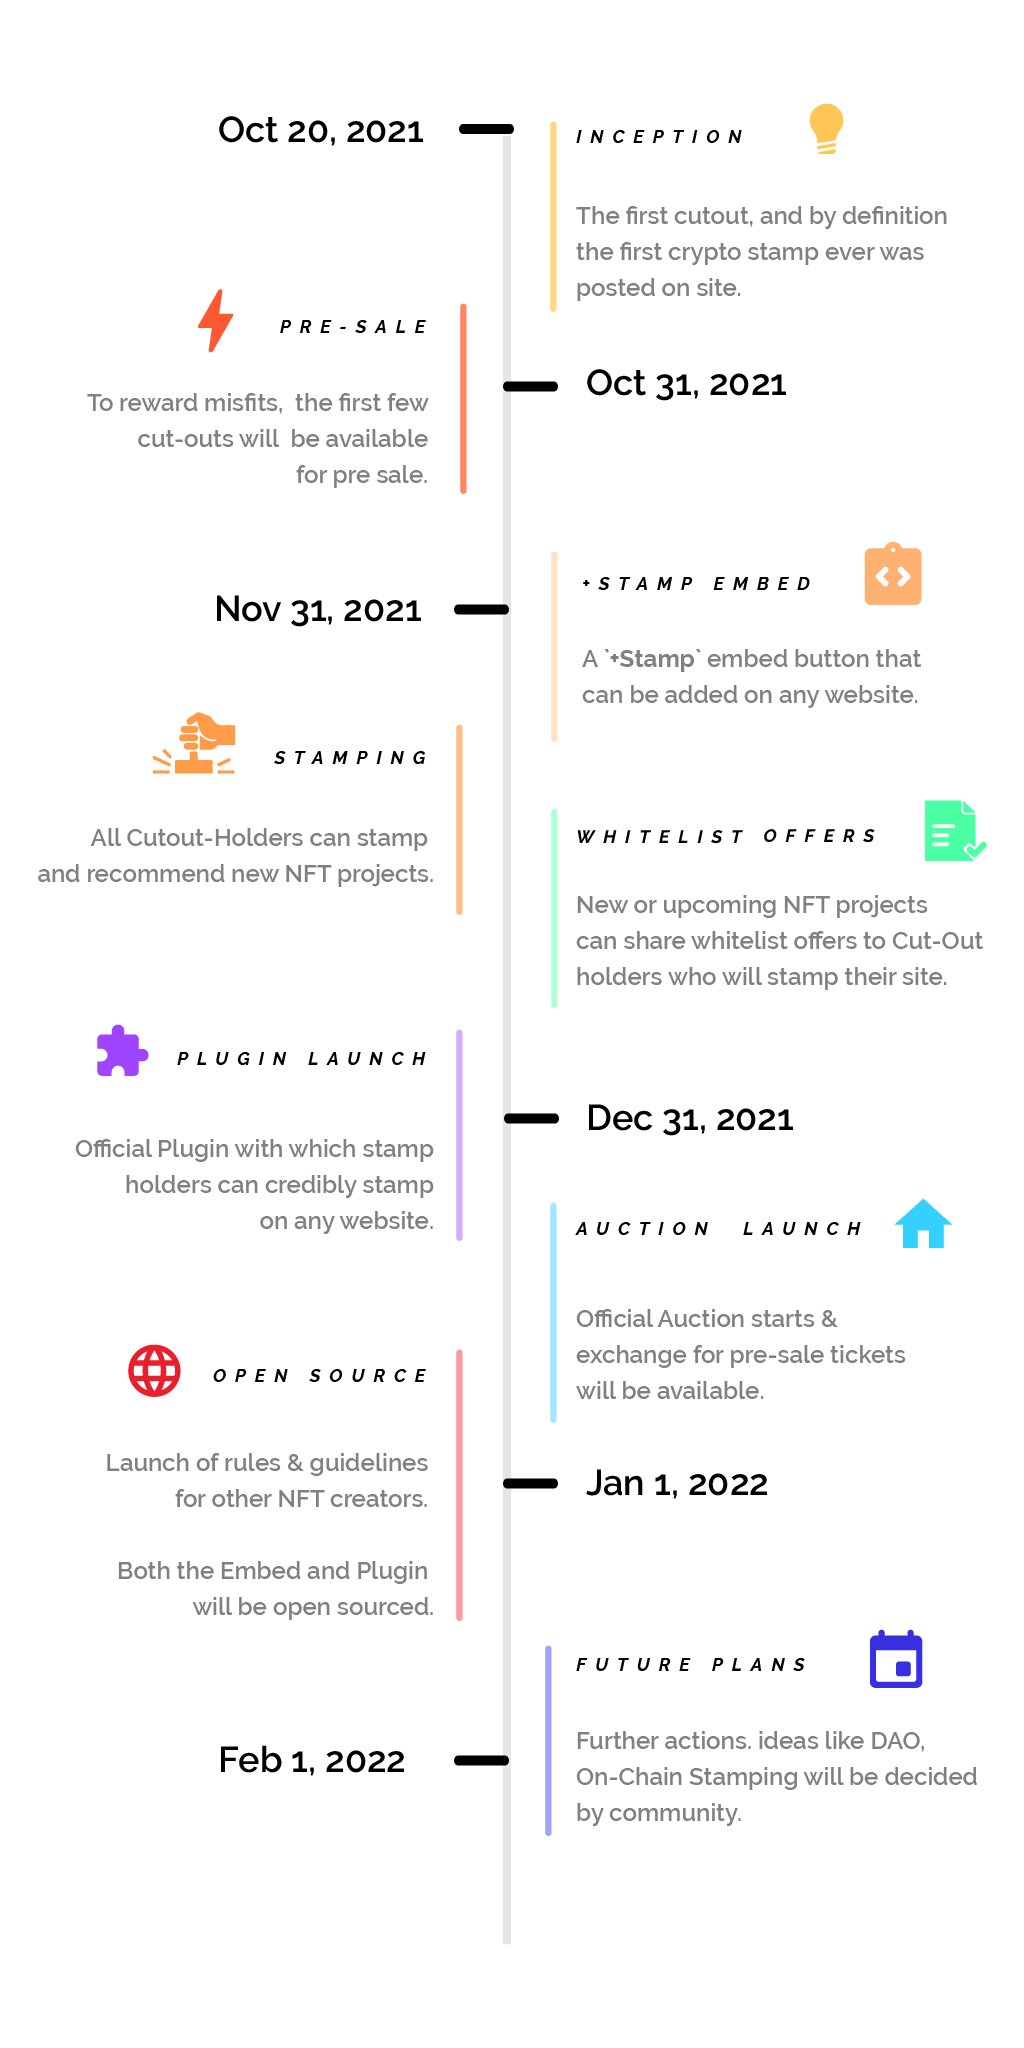 Oct 20, 2021
INCEPTION
The first cutout, and by definition
the first crypto stamp ever was
posted on site.
PRE-SALE
To reward misfits, the first few
cut-outs will be available
for pre sale.
Oct 31, 2021
Nov 31, 2021
+STAMP EMBED
A `+Stamp` embed button that
can be added on any website.
STAMPING
All Cutout-Holders can stamp
and recommend new NFT projects.
WHITELIST OFFERS
New or upcoming NFT projects
can share whitelist offers to Cut-Out
holders who will stamp their site.
PLUGIN LAUNCH
Official Plugin with which stamp
holders can credibly stamp
on any website.
Dec 31, 2021
AUCTION LAUNCH
Official Auction starts &
exchange for pre-sale tickets
will be available.
OPEN SOURCE
Launch of rules & guidelines
for other NFT creators.
Both the Embed and Plugin
will be open sourced.
Jan 1, 2022
Feb 1, 2022
FUTURE PLANS
Further actions. ideas like DAO,
On-Chain Stamping will be decided
by community.